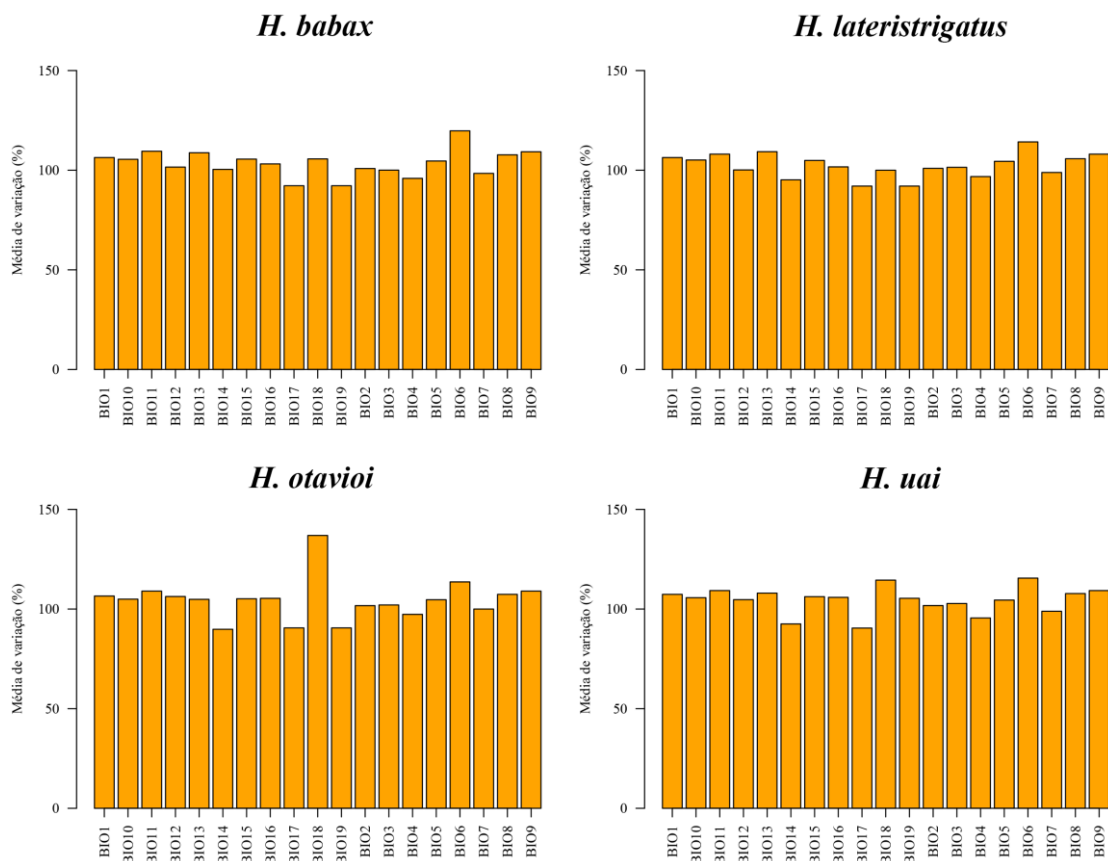 H. babax
Média de variação (%)
150
100
50
0
BIO1
BIO10
BIO11
BIO12
BIO13
BIO14
BIO15
BIO16
BIO17
BIO18
BIO19
BIO2
BIO3
BIO4
BIO5
BIO6
BIO7
BIO8
BIO9
H. lateristrigatus
Média de variação (%)
150
100
50
0
BIO1
BIO10
BIO11
BIO12
BIO13
BIO14
BIO15
BIO16
BIO17
BIO18
BIO19
BIO2
BIO3
BIO4
BIO5
BIO6
BIO7
BIO8
BIO9
H. otavioi
Média de variação (%)
150
100
50
0
BIO1
BIO10
BIO11
BIO12
BIO13
BIO14
BIO15
BIO16
BIO17
BIO18
BIO19
BIO2
BIO3
BIO4
BIO5
BIO6
BIO7
BIO8
BIO9
H. uai
Média de variação (%)
150
100
50
0
BIO1
BIO10
BIO11
BIO12
BIO13
BIO14
BIO15
BIO16
BIO17
BIO18
BIO19
BIO2
BIO3
BIO4
BIO5
BIO6
BIO7
BIO8
BIO9